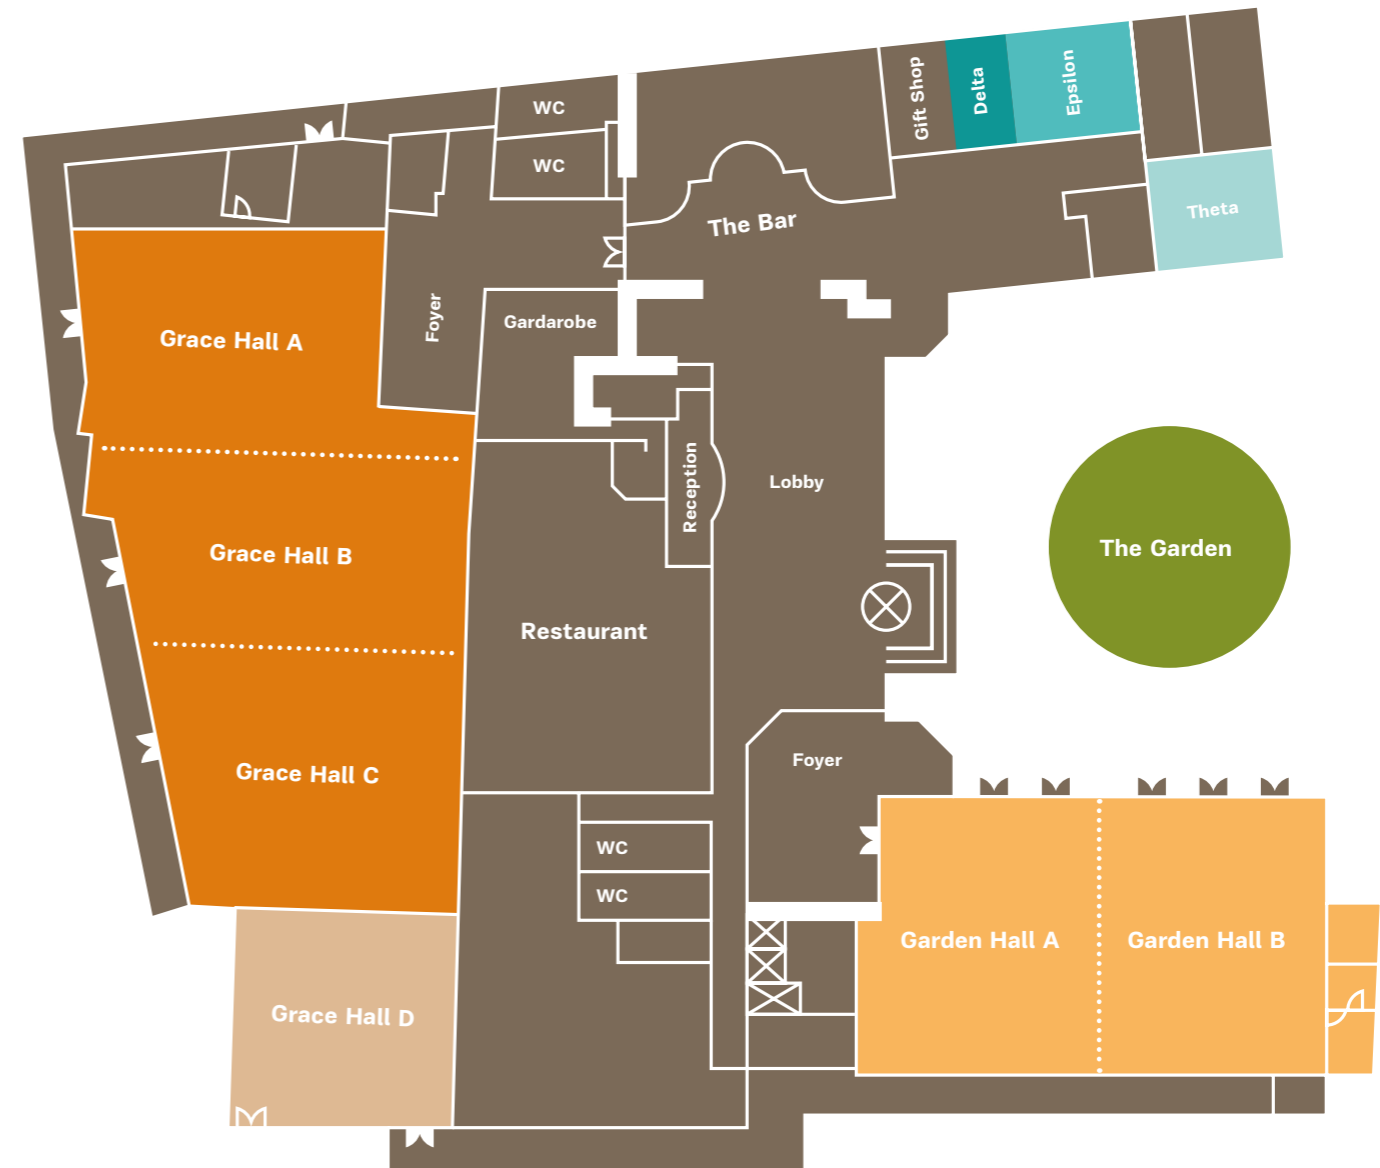 WC
WC
Gift Shop
Delta
Epsilon
Theta
The Bar
Grace Hall A
Foyer
Gardarobe
Reception
Lobby
Grace Hall B
The Garden
Restaurant
Grace Hall C
Foyer
WC
WC
Garden Hall A
Garden Hall B
Grace Hall D